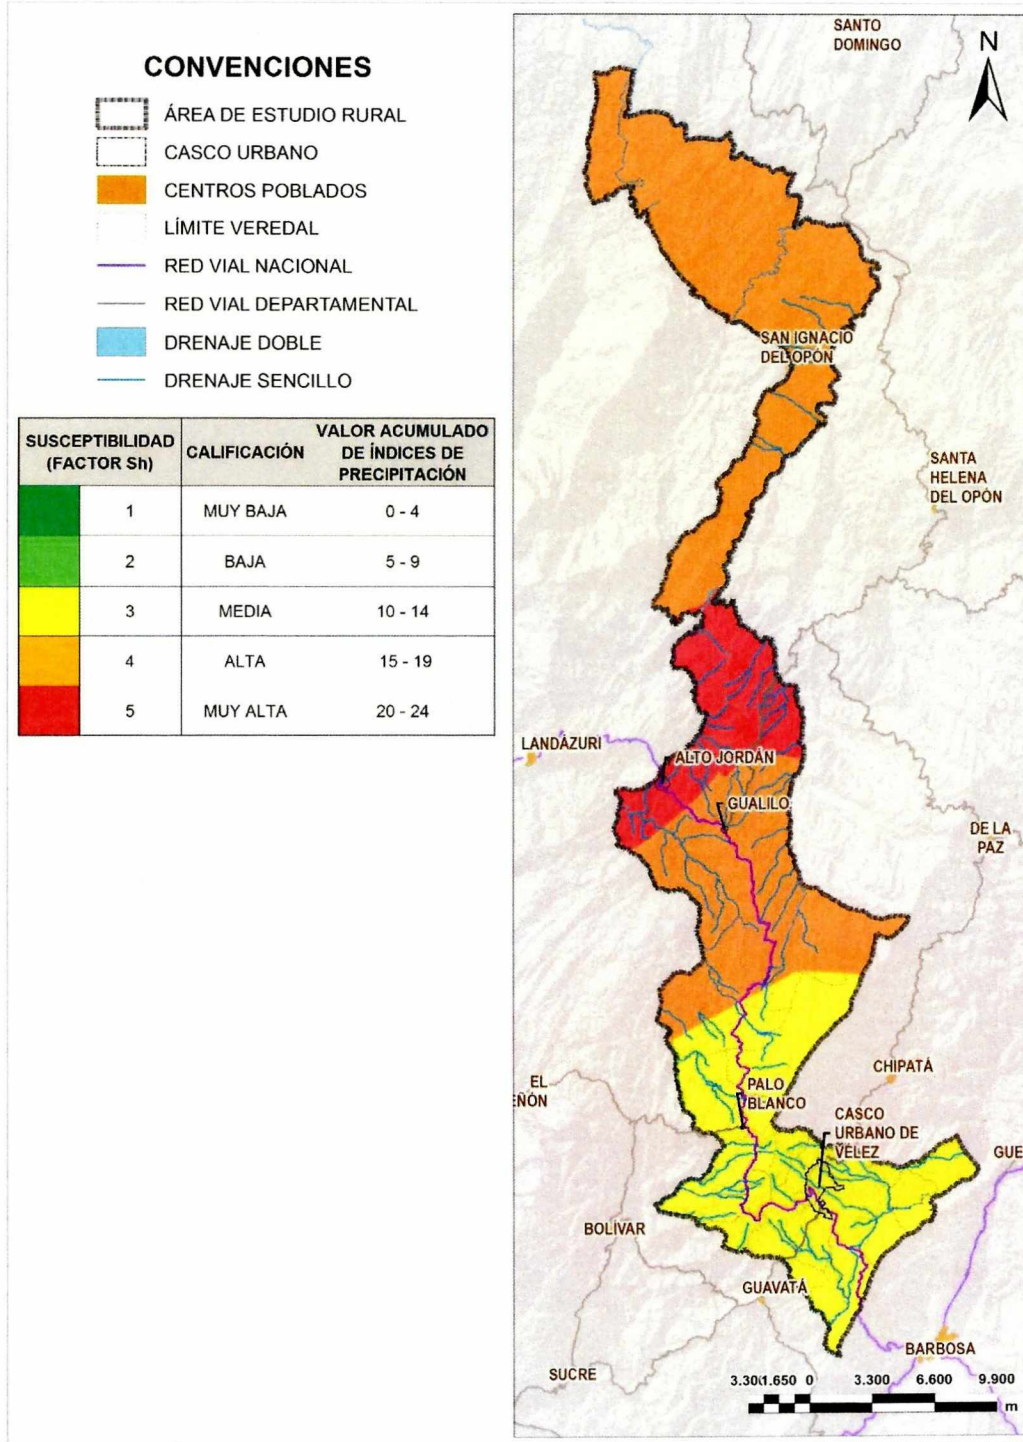 CONVENCIONES
ÁREA DE ESTUDIO RURAL
CASCO URBANO
CENTROS POBLADOS
LÍMITE VEREDAL
RED VIAL NACIONAL
RED VIAL DEPARTAMENTAL
DRENAJE DOBLE
DRENAJE SENCILLO
SUSCEPTIBILIDAD
(FACTOR Sh)
CALIFICACIÓN
VALOR ACUMULADO
DE ÍNDICES DE
PRECIPITACIÓN
1 MUY BAJA 0 - 4
2 BAJA 5 - 9
3 MEDIA 10 - 14
4 ALTA 15 - 19
5 MUY ALTA 20 - 24
SANTO
DOMINGO
N
SAN IGNACIO
DEL OPÓN
SANTA
HELENA
DEL OPÓN
LANDÁZURI
ALTO JORDÁN
GUALILO
DE LA
PAZ
CHIPATÁ
EL
EÑÓN
PALO
BLANCO
CASCO
URBANO DE
VÉLEZ
GUE
BOLÍVAR
GUAVATÁ
BARBOSA
SUCRE
3.3001.650 0 3.300 6.600 9.900
m